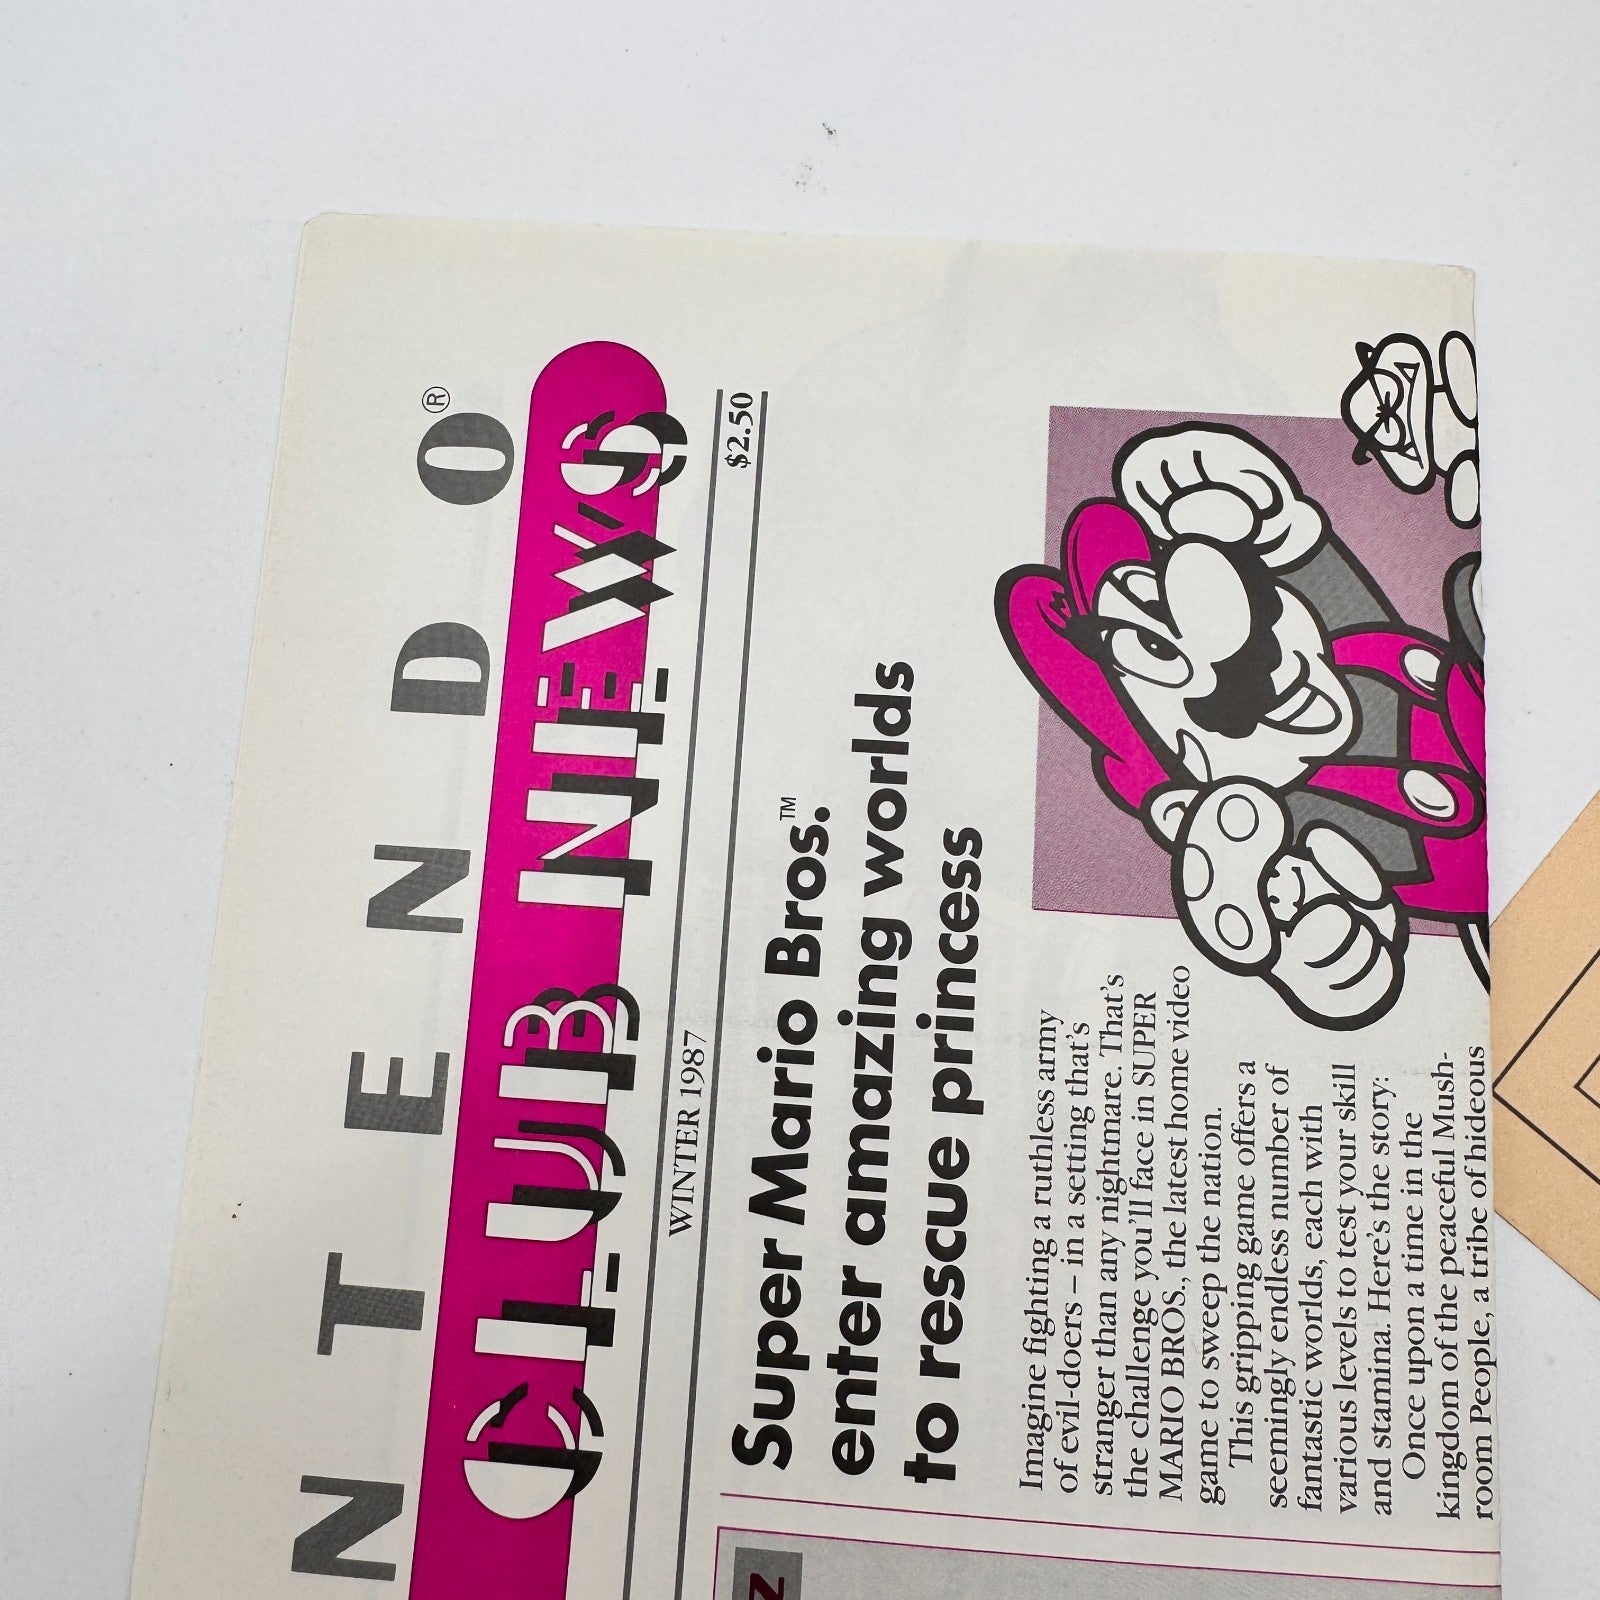 NTENDO®
CLUB NEWS
WINTER 1987
$2.50
Super Mario Bros.™
enter amazing worlds
to rescue princess
Imagine fighting a ruthless army
of evil-doers – in a setting that's
stranger than any nightmare. That's
the challenge you'll face in SUPER
MARIO BROS., the latest home video
game to sweep the nation.
This gripping game offers a
seemingly endless number of
fantastic worlds, each with
various levels to test your skill
and stamina. Here's the story:
Once upon a time in the
kingdom of the peaceful Mush-
room People, a tribe of hideous
M
z